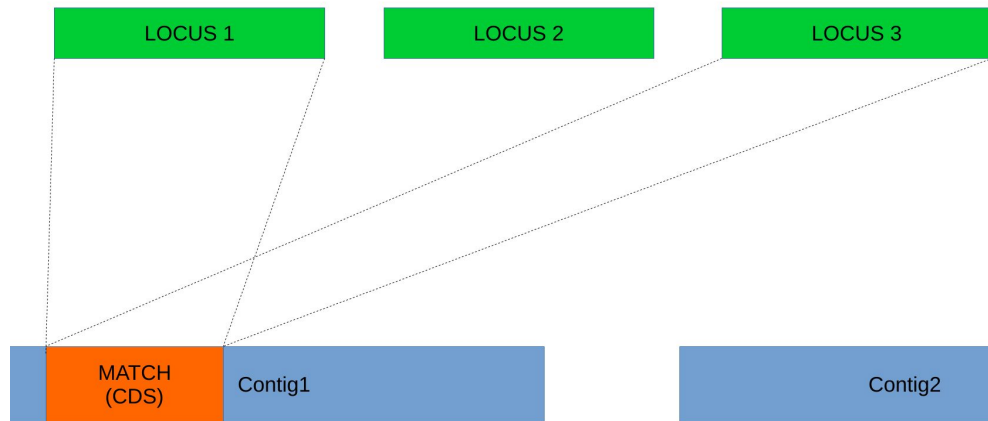 LOCUS 1
LOCUS 2
LOCUS 3
MATCH
(CDS)
Contig1
Contig2